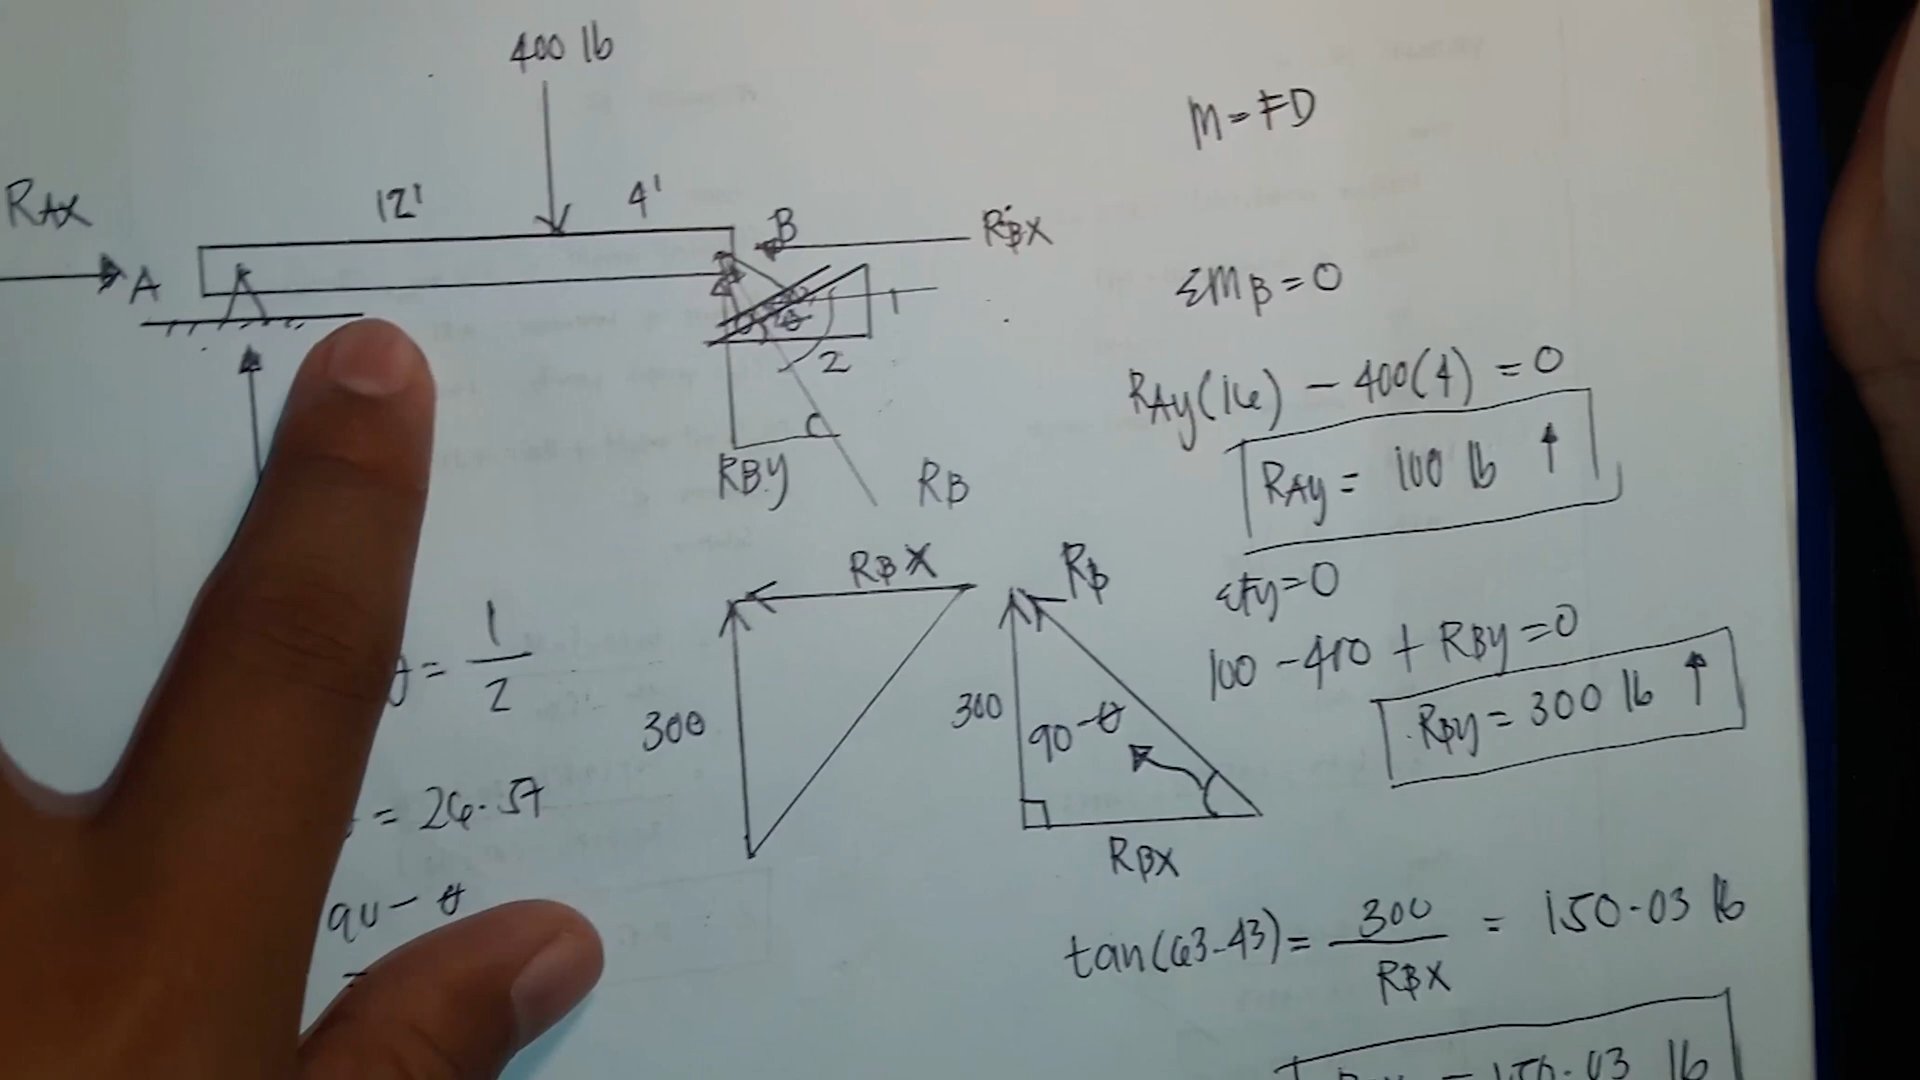 400 lb
M=FD
RAX
12'
4'
B
RBX
A
ΣMB=0
θ
1
2
RAy(16) - 400(4) = 0
RBY
RB
RAy = 100 lb ↑
RBX
RB
ΣFy=0
θ = 1/2
300
300
90-θ
100 - 400 + RBY = 0
RBy = 300 lb ↑
= 26.57
90 - θ
=
RBX
tan(63.43) = 300/RBX = 150.03 lb
= 150.03 lb